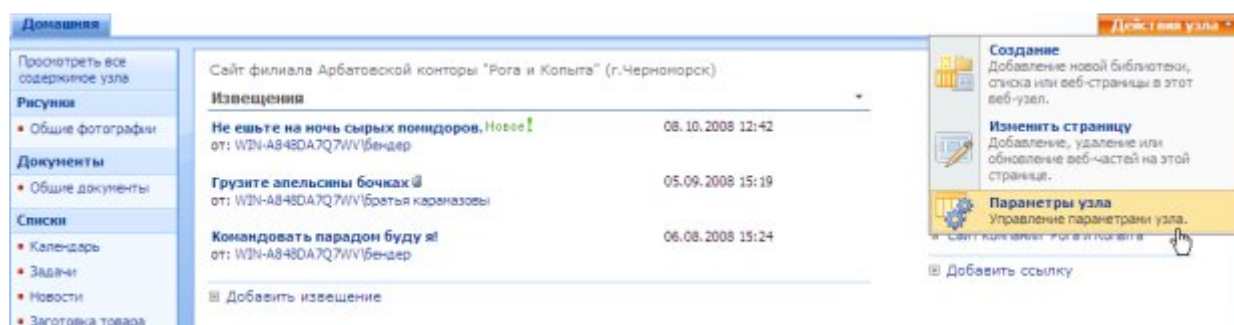 Домашняя
Действия узла
Просмотреть все
содержимое узла
Рисунки
Общие фотографии
Документы
Общие документы
Списки
Календарь
Задачи
Новости
Заготовка товара
Сайт филиала Арбатовской конторы "Рога и Копыта" (г.Черноморск)
Извещения
Не ешьте на ночь сырых помидоров. Новое! 08.10.2008 12:42
от: WIN-A848DA7Q7WV\бендер
Грузите апельсины бочках 05.09.2008 15:19
от: WIN-A848DA7Q7WV\братья карамазовы
Командовать парадом буду я! 06.08.2008 15:24
от: WIN-A848DA7Q7WV\бендер
Добавить извещение
Создание
Добавление новой библиотеки,
списка или веб-страницы в этот
веб-узел.
Изменить страницу
Добавление, удаление или
обновление веб-частей на этой
странице.
Параметры узла
Управление параметрами узла.
Сайт компании Рога и Копыта
Добавить ссылку